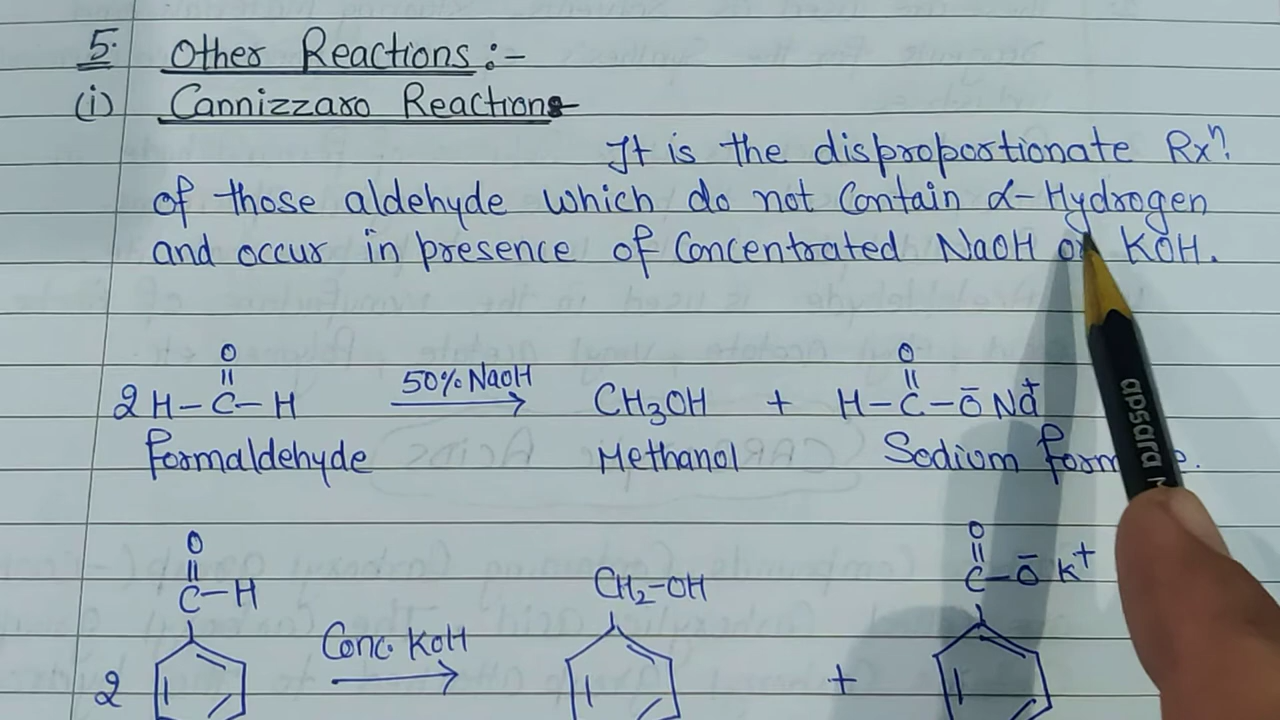 5. Other Reactions :-
(i) Cannizzaro Reaction
It is the disproportionate Rxⁿ.
of those aldehyde which do not Contain α-Hydrogen
and occur in presence of Concentrated NaOH or KOH.
O
||
2 H-C-H
50% NaOH
→
CH3OH + H-C-ŌNa⁺
O
||
Formaldehyde Methanol Sodium
O
||
C-H
CH2-OH
O
||
C-Ō K⁺
2
Conc. KOH
→
+
apsara